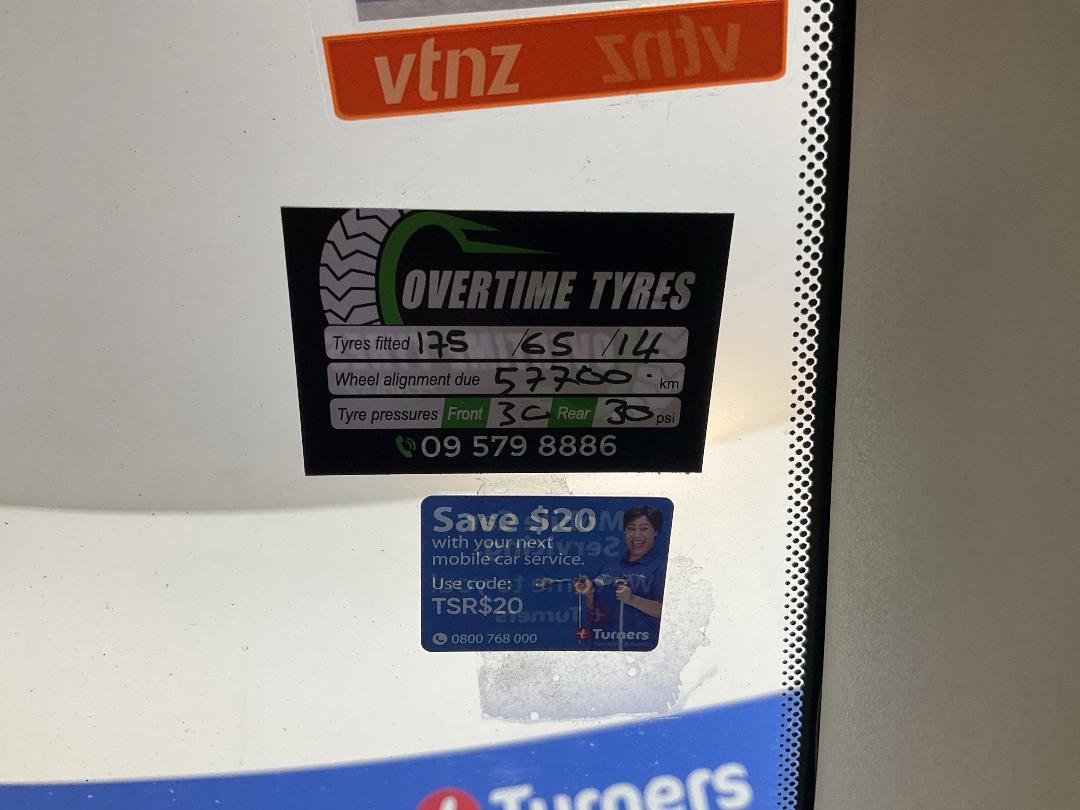 vtnz
OVERTIME TYRES
Tyres fitted 175 /65 /14
Wheel alignment due 57700 km
Tyre pressures Front 30 Rear 30 psi
09 579 8886
Save $20
with your next
mobile car service.
Use code:
TSR$20
0800 768 000
Turners
Turners